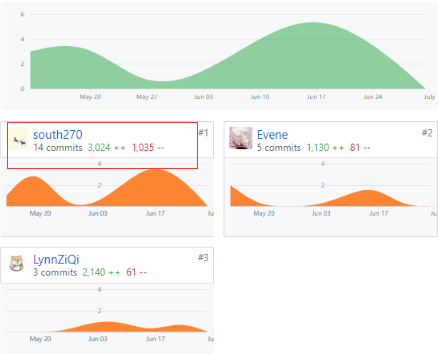 6
4
2
0
May 20 May 27 Jun 03 Jun 10 Jun 17 Jun 24 July
south270 #1
14 commits 3,024 ++ 1,035 --
4
2
May 20 Jun 03 Jun 17 Ju
Evene #2
5 commits 1,130 ++ 81 --
4
2
May 20 Jun 03 Jun 17 Ju
LynnZiQi #3
3 commits 2,140 ++ 61 --
4
2
May 20 Jun 03 Jun 17 Ju